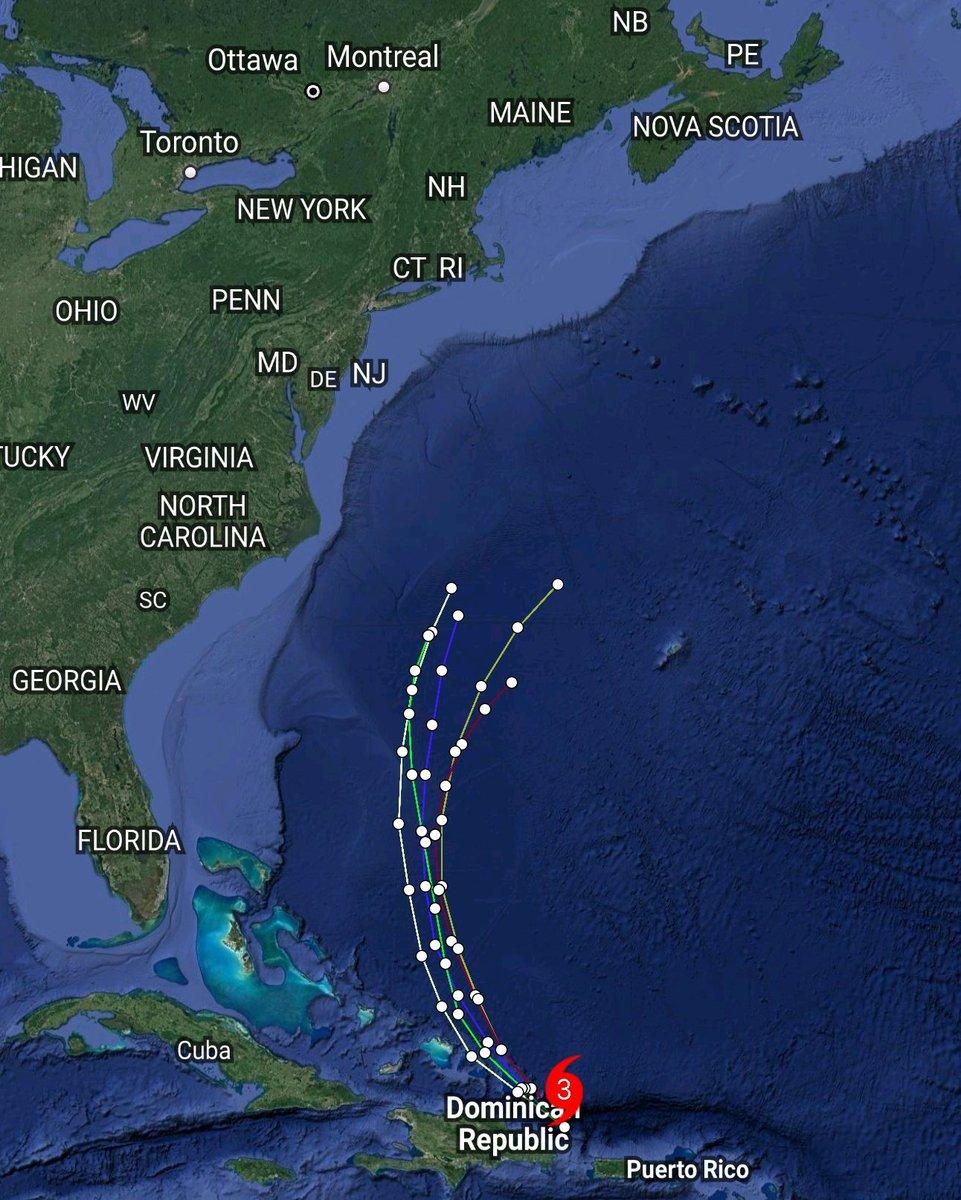 NB
Ottawa
Montreal
PE
MAINE
NOVA SCOTIA
Toronto
HIGAN
NH
NEW YORK
CT RI
PENN
OHIO
MD
DE
NJ
WV
TUCKY
VIRGINIA
NORTH
CAROLINA
SC
GEORGIA
FLORIDA
Cuba
3
Dominican
Republic
Puerto Rico